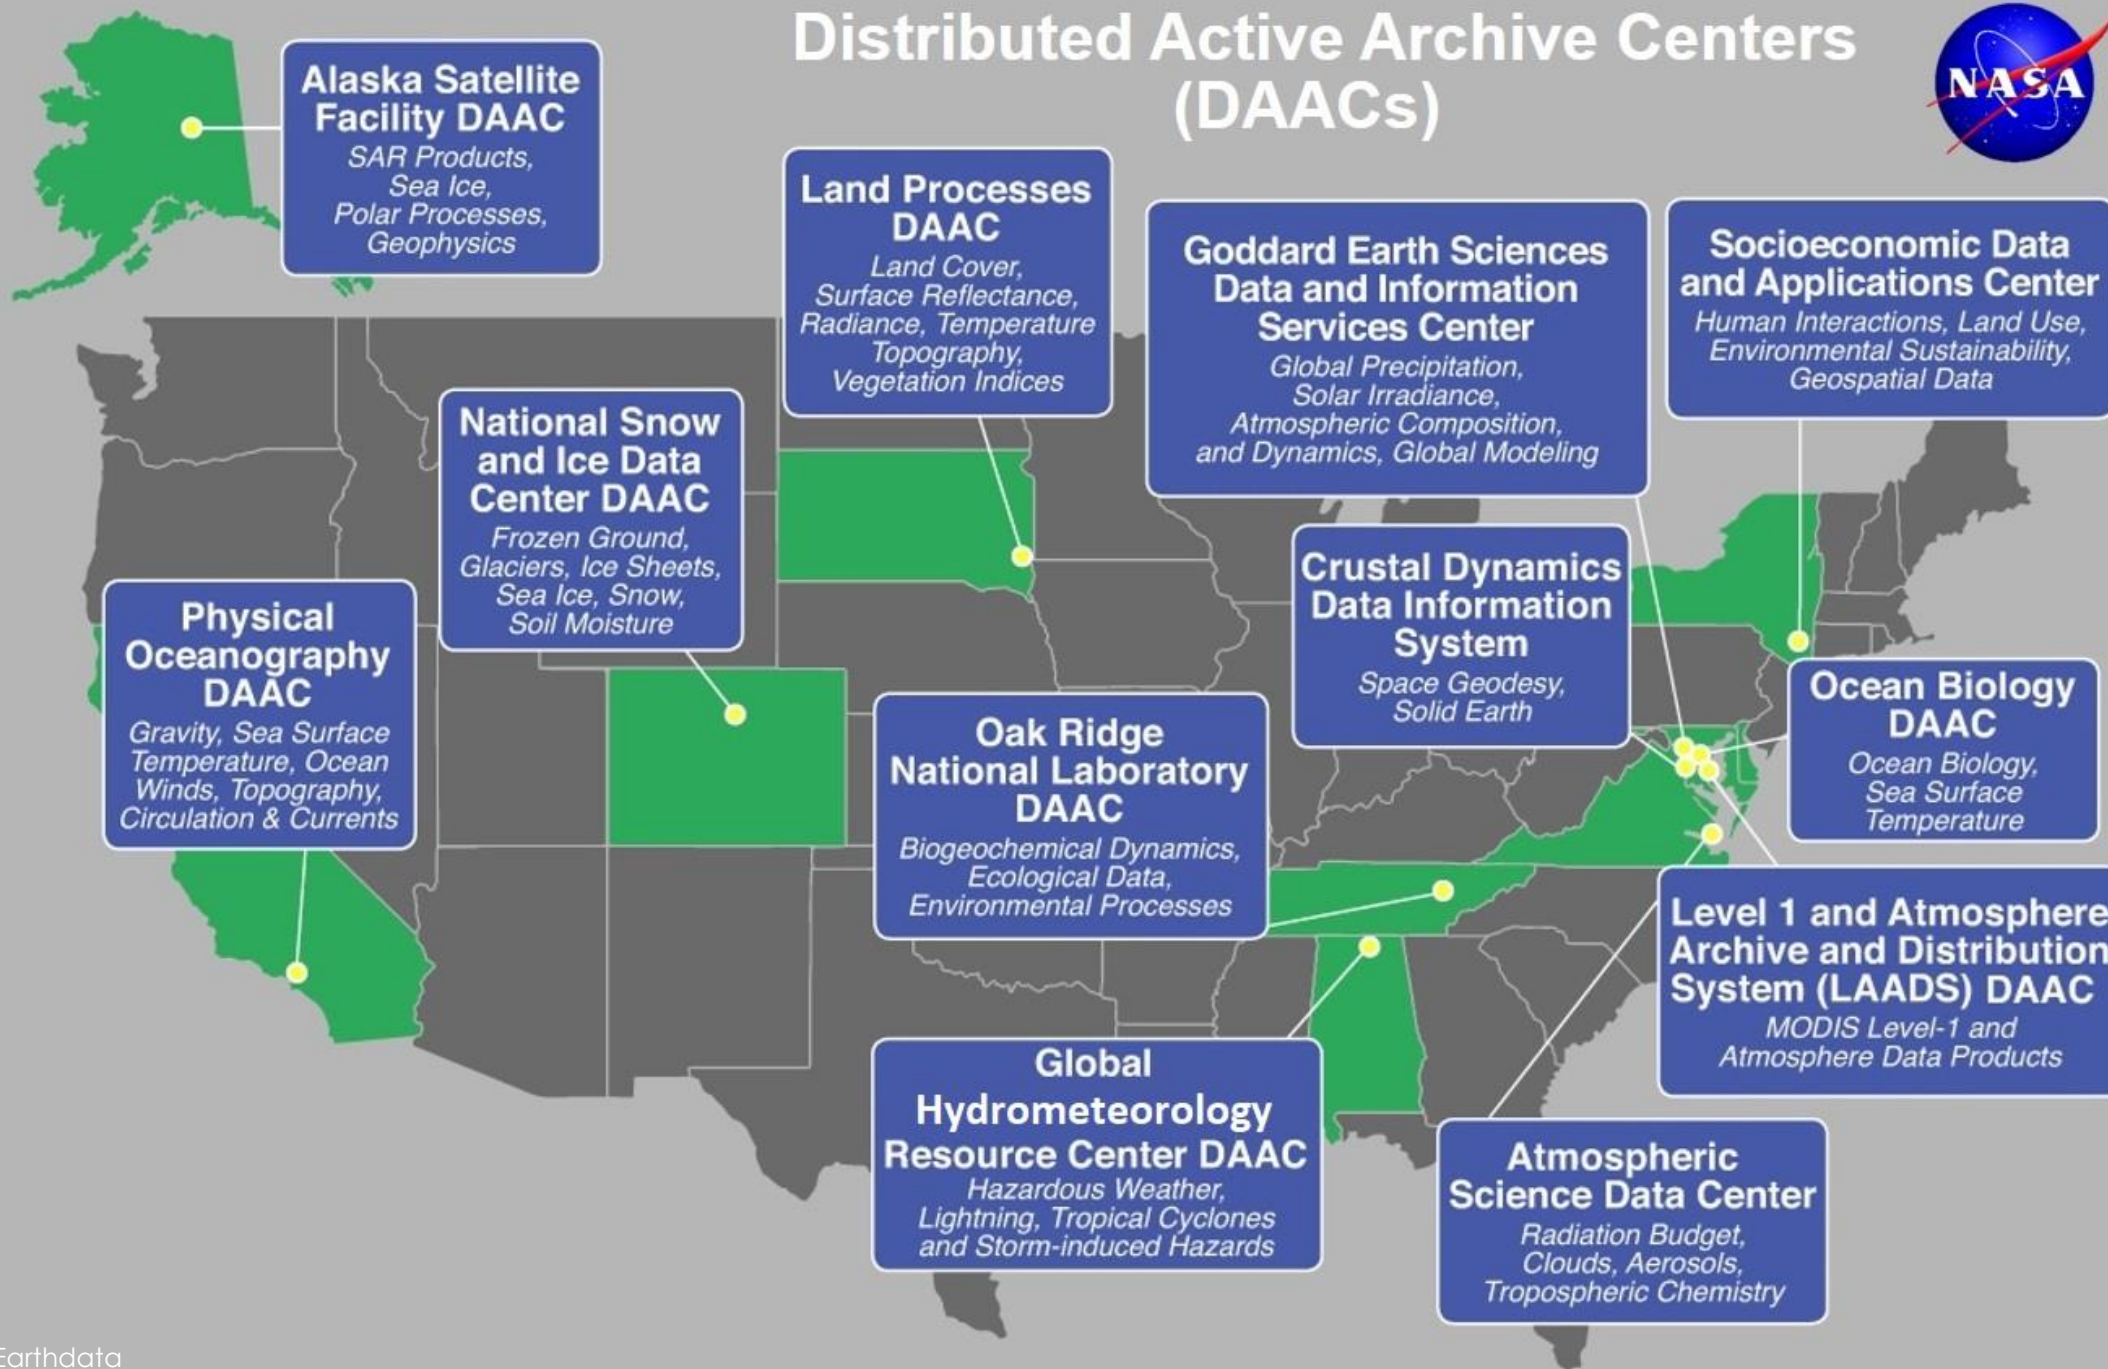 Distributed Active Archive Centers
(DAACs)
NASA
Alaska Satellite
Facility DAAC
SAR Products,
Sea Ice,
Polar Processes,
Geophysics
Land Processes
DAAC
Land Cover,
Surface Reflectance,
Radiance, Temperature
Topography,
Vegetation Indices
Goddard Earth Sciences
Data and Information
Services Center
Global Precipitation,
Solar Irradiance,
Atmospheric Composition,
and Dynamics, Global Modeling
Socioeconomic Data
and Applications Center
Human Interactions, Land Use,
Environmental Sustainability,
Geospatial Data
National Snow
and Ice Data
Center DAAC
Frozen Ground,
Glaciers, Ice Sheets,
Sea Ice, Snow,
Soil Moisture
Crustal Dynamics
Data Information
System
Space Geodesy,
Solid Earth
Physical
Oceanography
DAAC
Gravity, Sea Surface
Temperature, Ocean
Winds, Topography,
Circulation & Currents
Oak Ridge
National Laboratory
DAAC
Biogeochemical Dynamics,
Ecological Data,
Environmental Processes
Ocean Biology
DAAC
Ocean Biology,
Sea Surface
Temperature
Level 1 and Atmosphere
Archive and Distribution
System (LAADS) DAAC
MODIS Level-1 and
Atmosphere Data Products
Global
Hydrometeorology
Resource Center DAAC
Hazardous Weather,
Lightning, Tropical Cyclones
and Storm-induced Hazards
Atmospheric
Science Data Center
Radiation Budget,
Clouds, Aerosols,
Tropospheric Chemistry
Earthdata